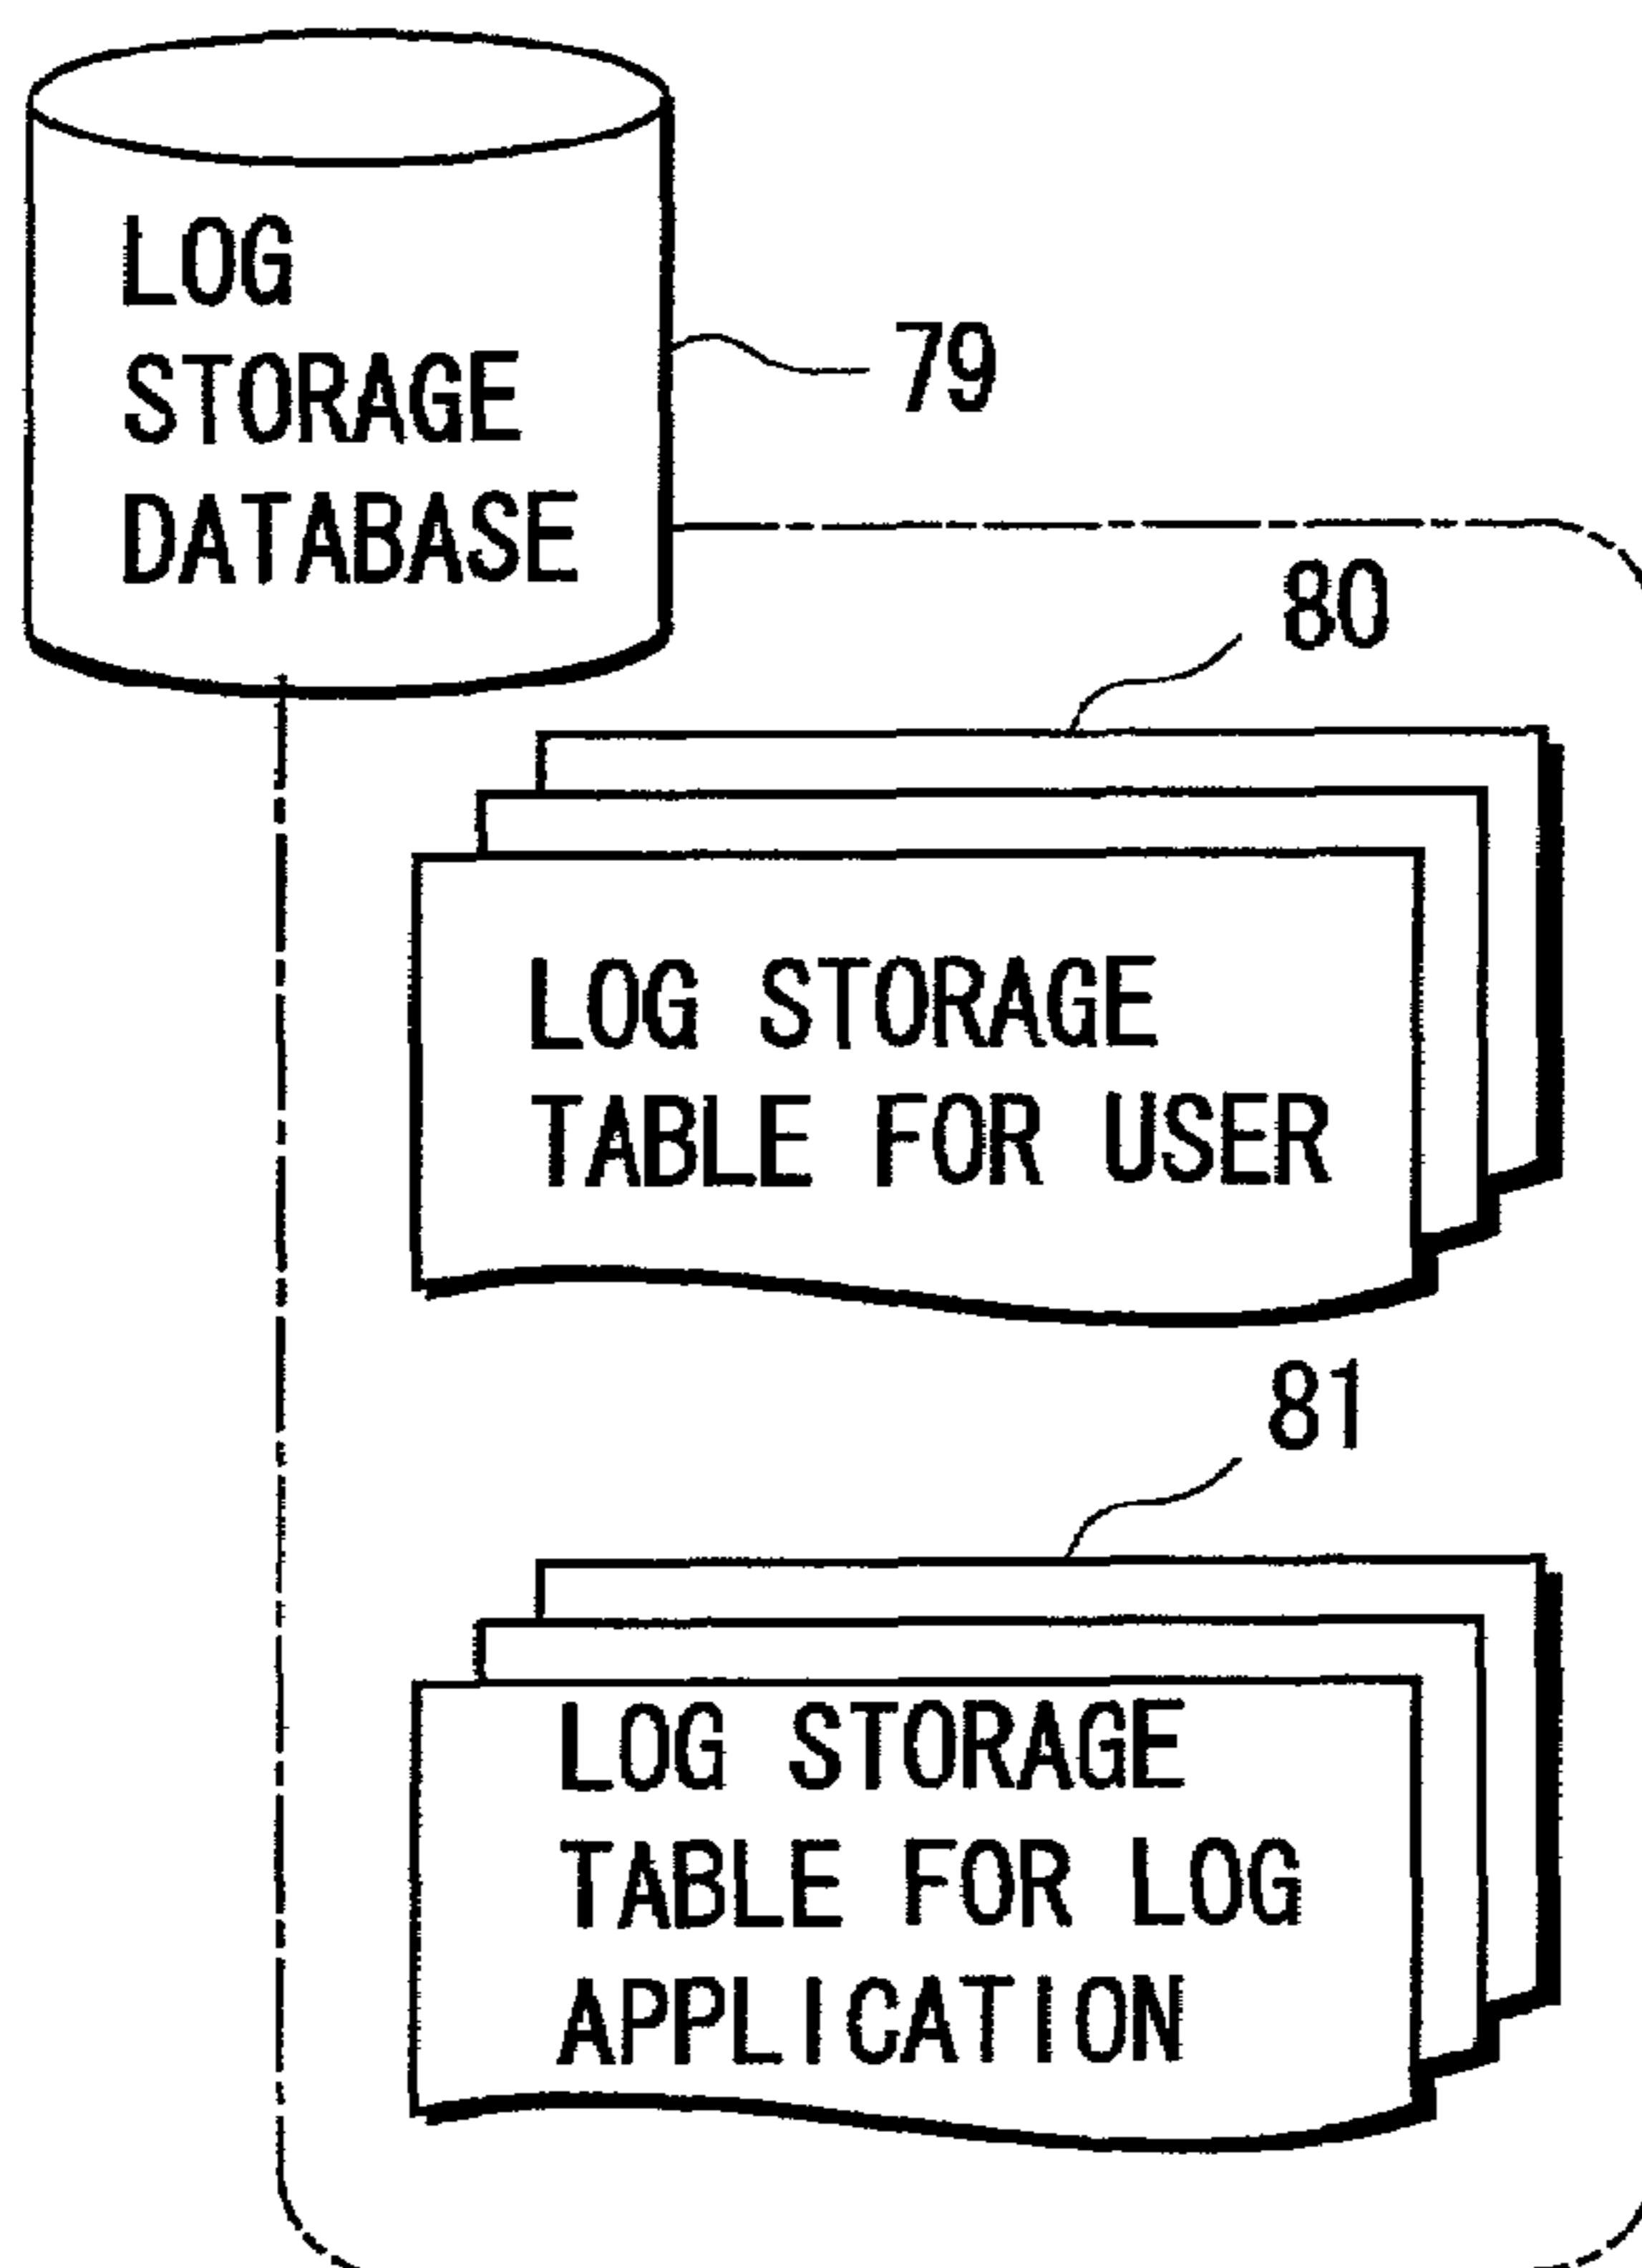 LOG
STORAGE
DATABASE
79
80
LOG STORAGE
TABLE FOR USER
81
LOG STORAGE
TABLE FOR LOG
APPLICATION